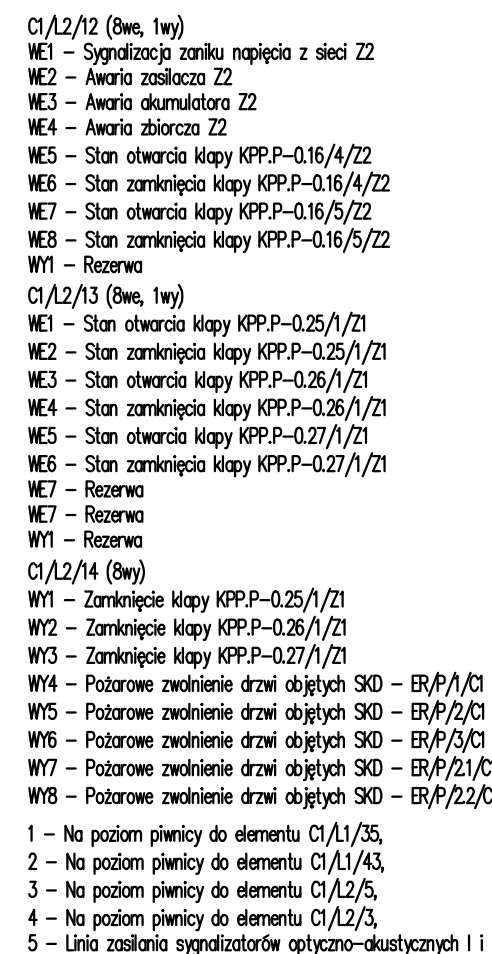 C1/L2/12 (8we, 1wy)
WE1 – Sygnalizacja zaniku napięcia z sieci Z2
WE2 – Awaria zasilacza Z2
WE3 – Awaria akumulatora Z2
WE4 – Awaria zbiorcza Z2
WE5 – Stan otwarcia klapy KPP.P–0.16/4/Z2
WE6 – Stan zamknięcia klapy KPP.P–0.16/4/Z2
WE7 – Stan otwarcia klapy KPP.P–0.16/5/Z2
WE8 – Stan zamknięcia klapy KPP.P–0.16/5/Z2
WY1 – Rezerwa
C1/L2/13 (8we, 1wy)
WE1 – Stan otwarcia klapy KPP.P–0.25/1/Z1
WE2 – Stan zamknięcia klapy KPP.P–0.25/1/Z1
WE3 – Stan otwarcia klapy KPP.P–0.26/1/Z1
WE4 – Stan zamknięcia klapy KPP.P–0.26/1/Z1
WE5 – Stan otwarcia klapy KPP.P–0.27/1/Z1
WE6 – Stan zamknięcia klapy KPP.P–0.27/1/Z1
WE7 – Rezerwa
WE7 – Rezerwa
WY1 – Rezerwa
C1/L2/14 (8wy)
WY1 – Zamknięcie klapy KPP.P–0.25/1/Z1
WY2 – Zamknięcie klapy KPP.P–0.26/1/Z1
WY3 – Zamknięcie klapy KPP.P–0.27/1/Z1
WY4 – Pożarowe zwolnienie drzwi objętych SKD – ER/P/1/C1
WY5 – Pożarowe zwolnienie drzwi objętych SKD – ER/P/2/C1
WY6 – Pożarowe zwolnienie drzwi objętych SKD – ER/P/3/C1
WY7 – Pożarowe zwolnienie drzwi objętych SKD – ER/P/2.1/C
WY8 – Pożarowe zwolnienie drzwi objętych SKD – ER/P/2.2/C
1 – Na poziom piwnicy do elementu C1/L1/35,
2 – Na poziom piwnicy do elementu C1/L1/43,
3 – Na poziom piwnicy do elementu C1/L2/5,
4 – Na poziom piwnicy do elementu C1/L2/3,
5 – Linia zasilania sygnalizatorów optyczno–akustycznych I i